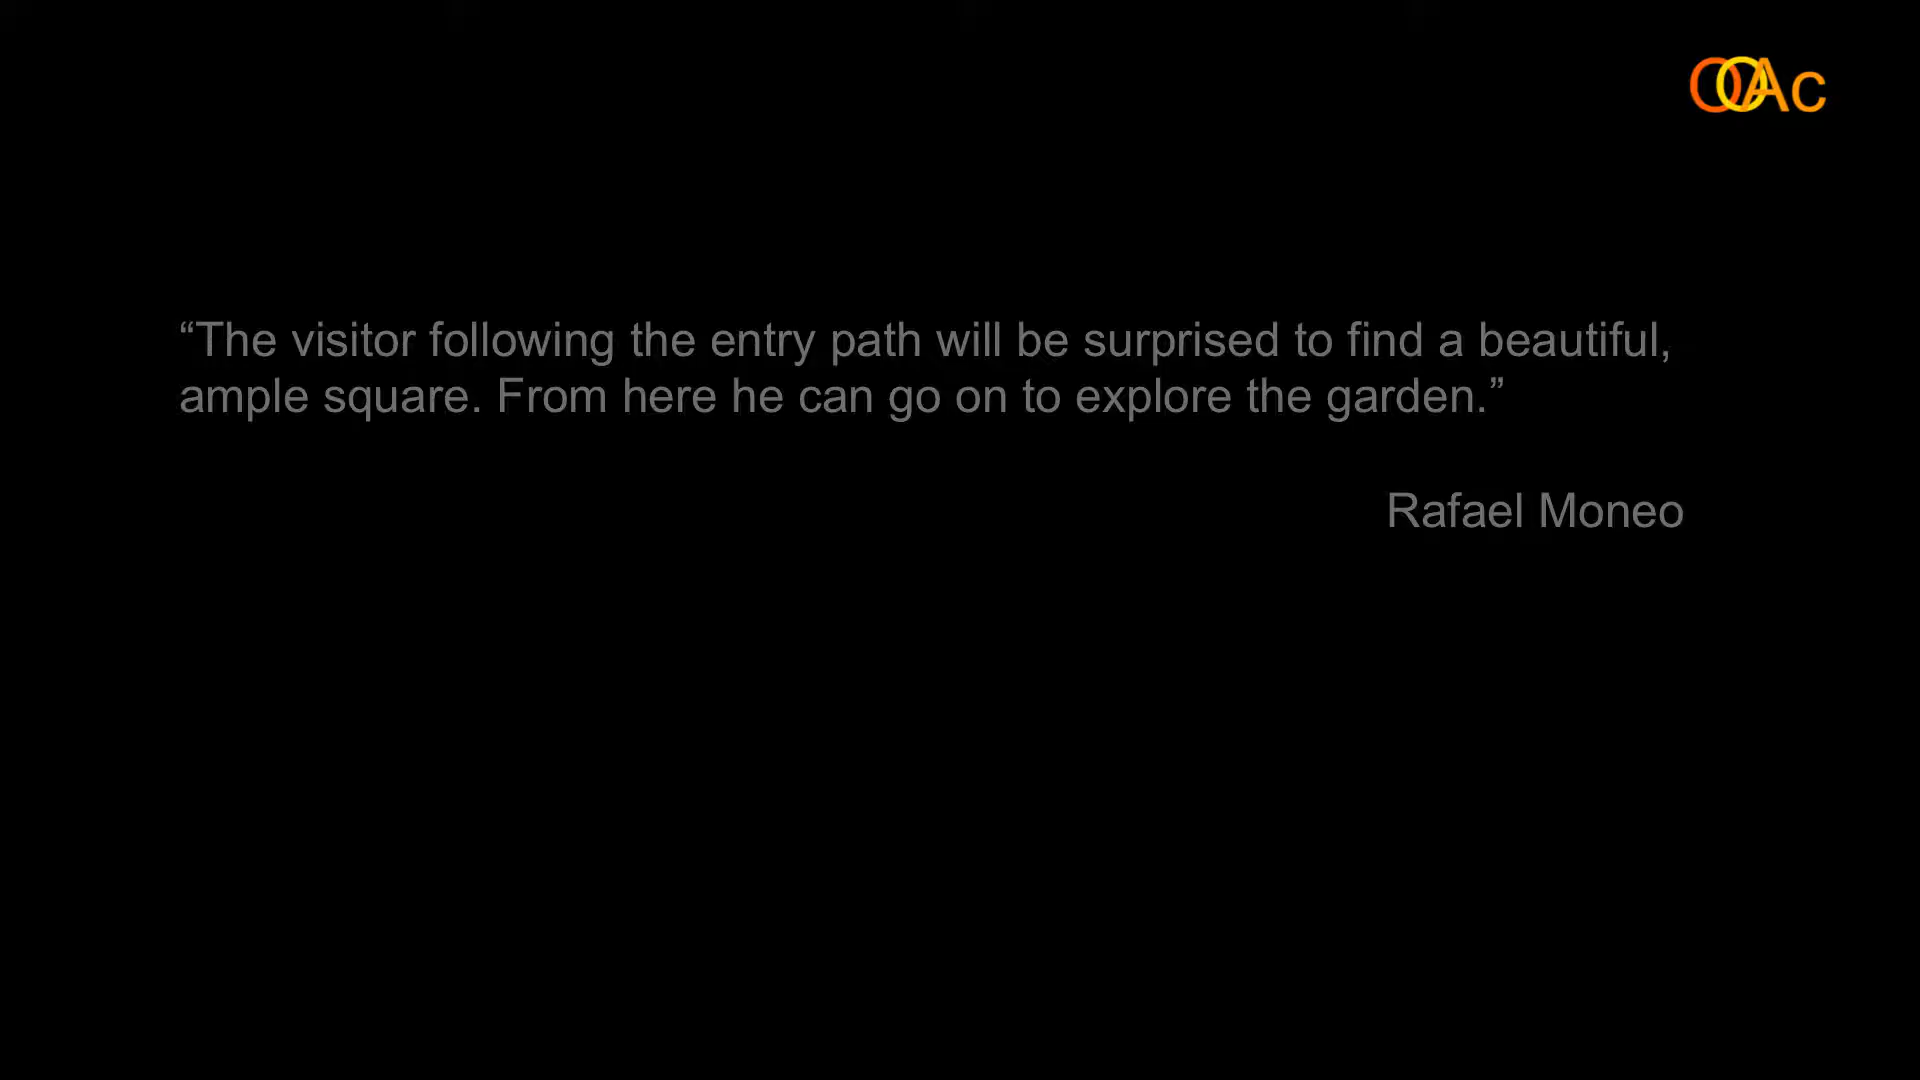 OOAc
“The visitor following the entry path will be surprised to find a beautiful,
ample square. From here he can go on to explore the garden.”
Rafael Moneo